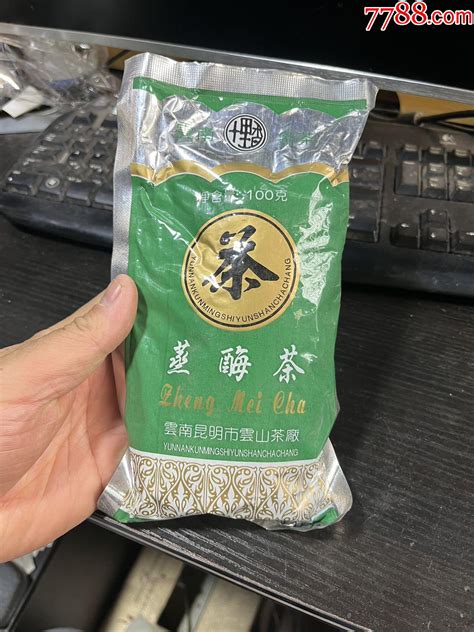 7788.com
净含量:100克
茶
YUNNANKUNMINGSHIYUNSHANCHACHANG
蒸酶茶
Zheng Mei Cha
雲南昆明市雲山茶廠
YUNNANKUNMINGSHIYUNSHANCHACHANG